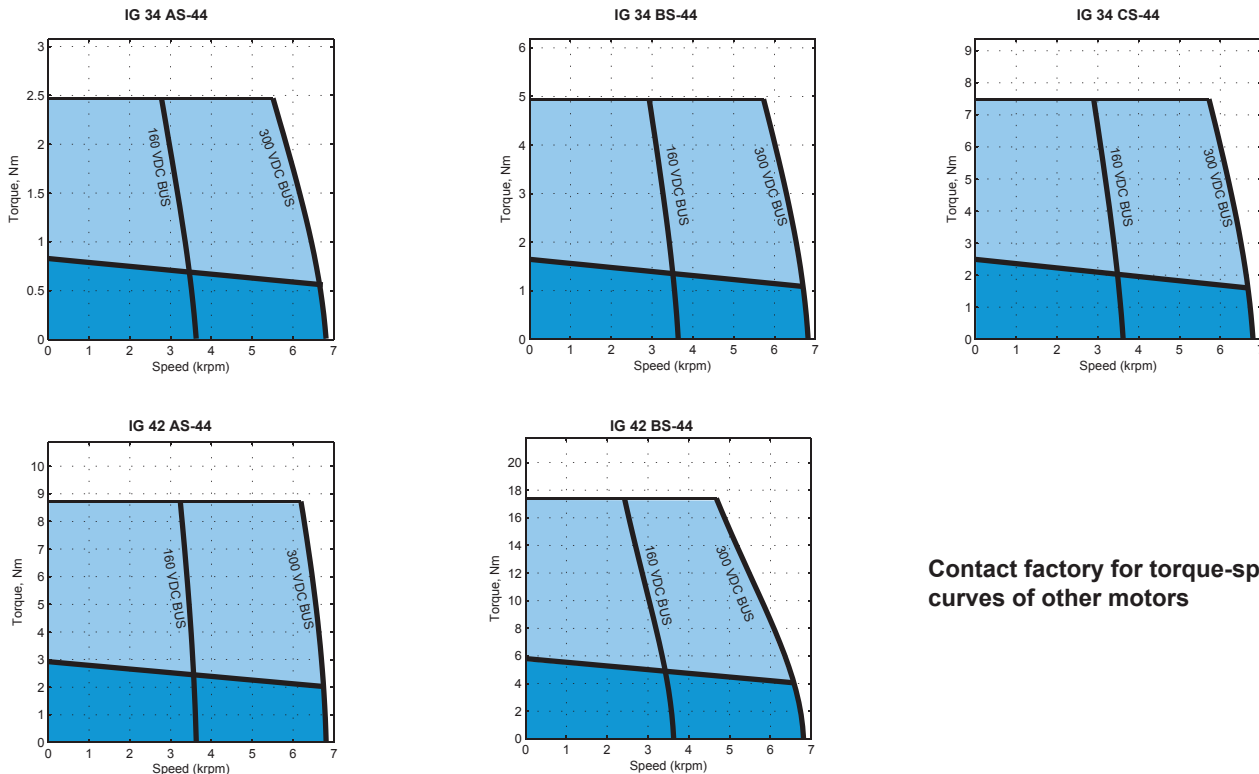 IG 34 AS-44
3
2.5
2
1.5
1
0.5
0
Torque, Nm
160 VDC BUS
300 VDC BUS
0 1 2 3 4 5 6 7
Speed (krpm)
IG 34 BS-44
6
5
4
3
2
1
0
Torque, Nm
160 VDC BUS
300 VDC BUS
0 1 2 3 4 5 6 7
Speed (krpm)
IG 34 CS-44
9
8
7
6
5
4
3
2
1
0
Torque, Nm
160 VDC BUS
300 VDC BUS
0 1 2 3 4 5 6
Speed (krpm)
IG 42 AS-44
10
9
8
7
6
5
4
3
2
1
0
Torque, Nm
160 VDC BUS
300 VDC BUS
0 1 2 3 4 5 6 7
Speed (krpm)
IG 42 BS-44
20
18
16
14
12
10
8
6
4
2
0
Torque, Nm
160 VDC BUS
300 VDC BUS
0 1 2 3 4 5 6 7
Speed (krpm)
Contact factory for torque-sp
curves of other motors